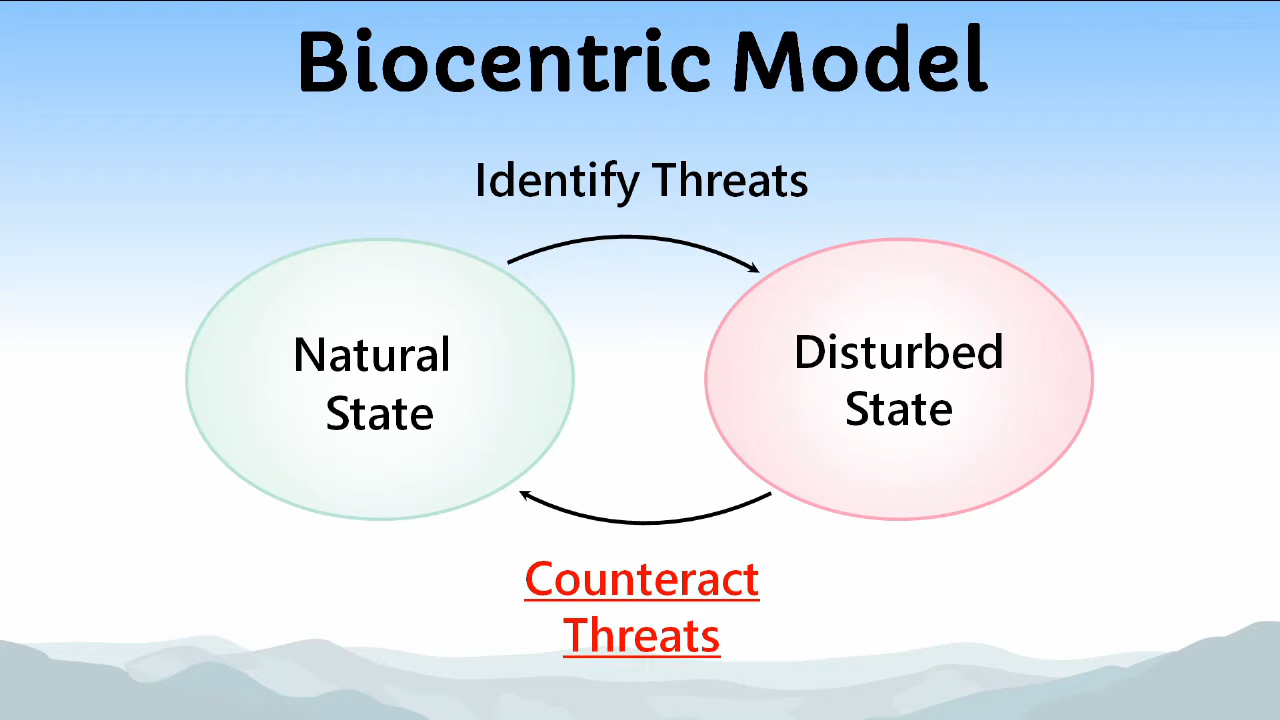 Biocentric Model
Identify Threats
Natural
State
Disturbed
State
Counteract
Threats